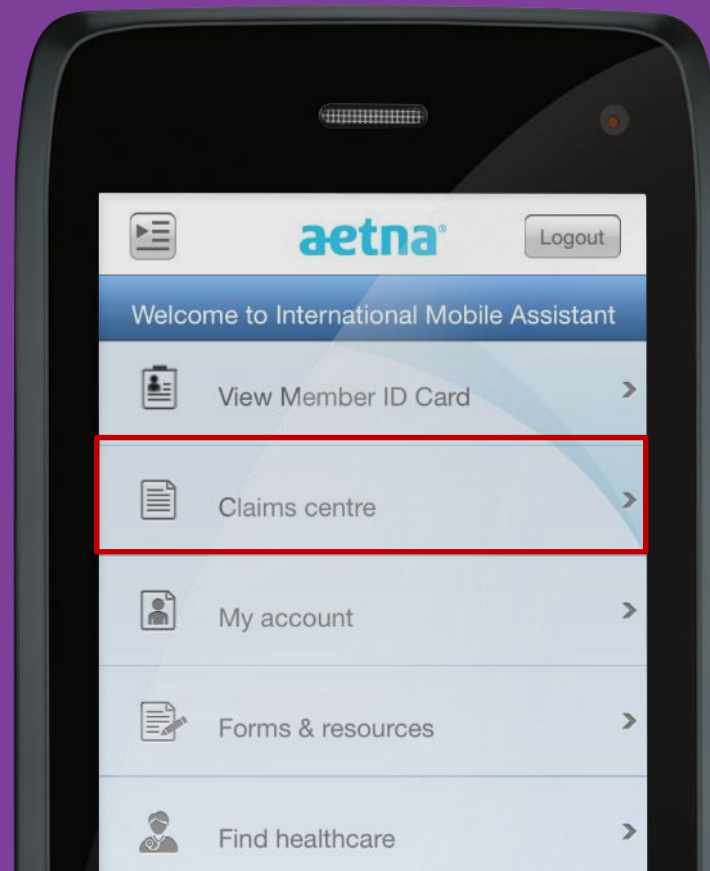 aetna®
Logout
Welcome to International Mobile Assistant
View Member ID Card
Claims centre
My account
Forms & resources
Find healthcare